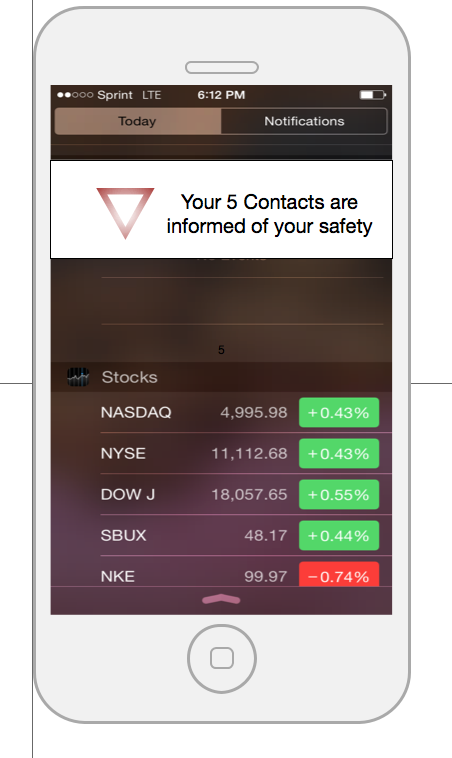 Sprint LTE 6:12 PM
Today Notifications
Your 5 Contacts are
informed of your safety
5
Stocks
NASDAQ 4,995.98 +0.43%
NYSE 11,112.68 +0.43%
DOW J 18,057.65 +0.55%
SBUX 48.17 +0.44%
NKE 99.97 −0.74%